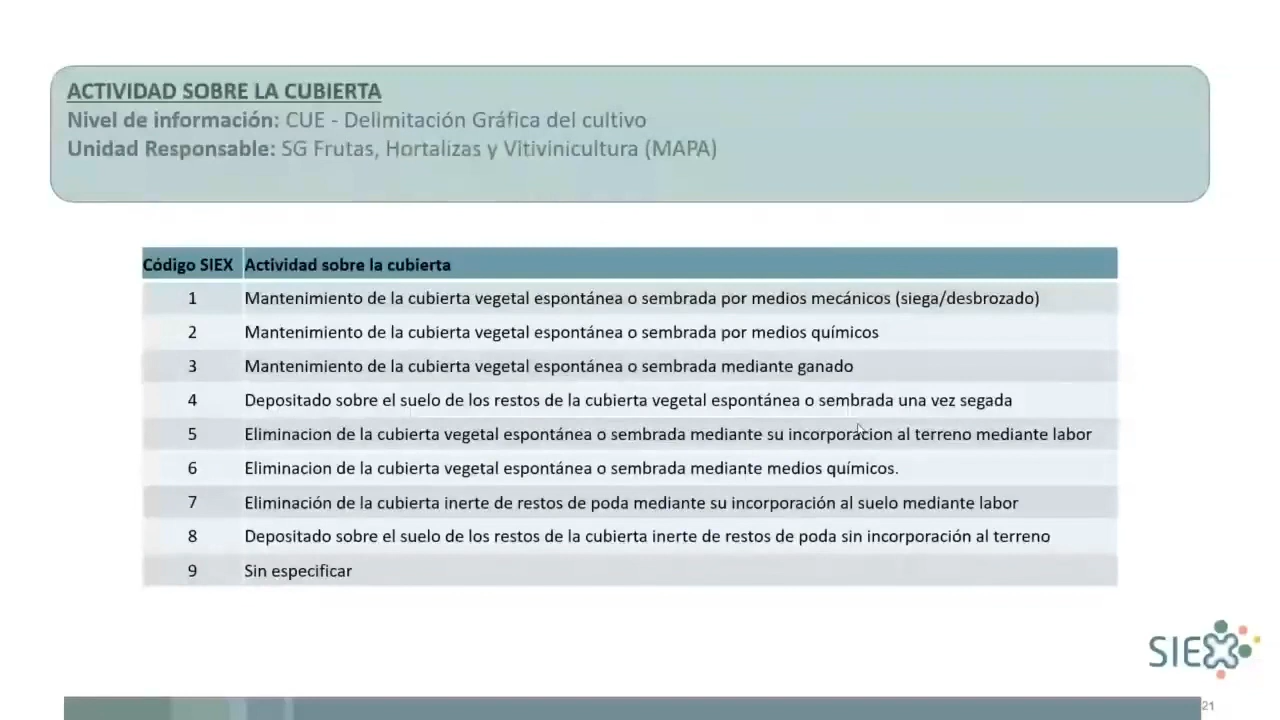 ACTIVIDAD SOBRE LA CUBIERTA
Nivel de información: CUE - Delimitación Gráfica del cultivo
Unidad Responsable: SG Frutas, Hortalizas y Vitivinicultura (MAPA)
Código SIEX Actividad sobre la cubierta
1 Mantenimiento de la cubierta vegetal espontánea o sembrada por medios mecánicos (siega/desbrozado)
2 Mantenimiento de la cubierta vegetal espontánea o sembrada por medios químicos
3 Mantenimiento de la cubierta vegetal espontánea o sembrada mediante ganado
4 Depositado sobre el suelo de los restos de la cubierta vegetal espontánea o sembrada una vez segada
5 Eliminacion de la cubierta vegetal espontánea o sembrada mediante su incorporacion al terreno mediante labor
6 Eliminacion de la cubierta vegetal espontánea o sembrada mediante medios químicos.
7 Eliminación de la cubierta inerte de restos de poda mediante su incorporación al suelo mediante labor
8 Depositado sobre el suelo de los restos de la cubierta inerte de restos de poda sin incorporación al terreno
9 Sin especificar
SIEX
21